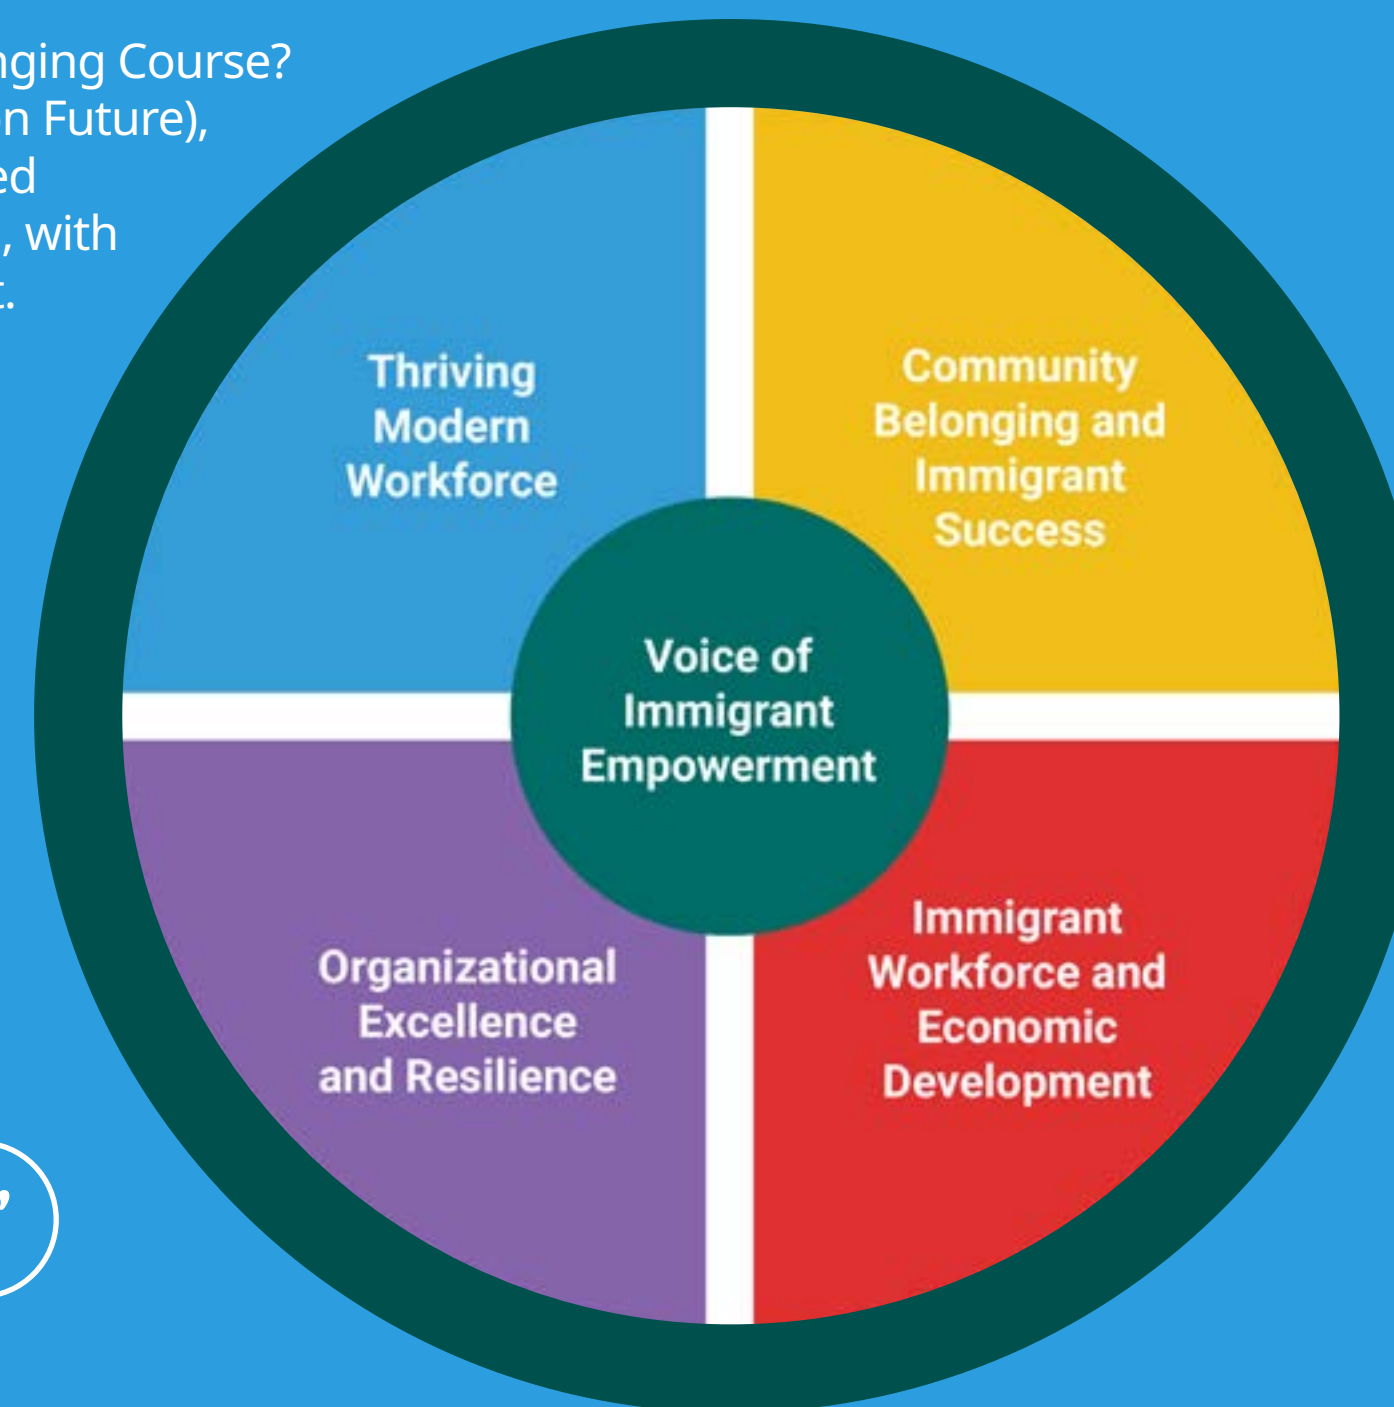 nging Course?
n Future),
ed
, with
t.
Thriving
Modern
Workforce
Community
Belonging and
Immigrant
Success
Voice of
Immigrant
Empowerment
Organizational
Excellence
and Resilience
Immigrant
Workforce and
Economic
Development
”